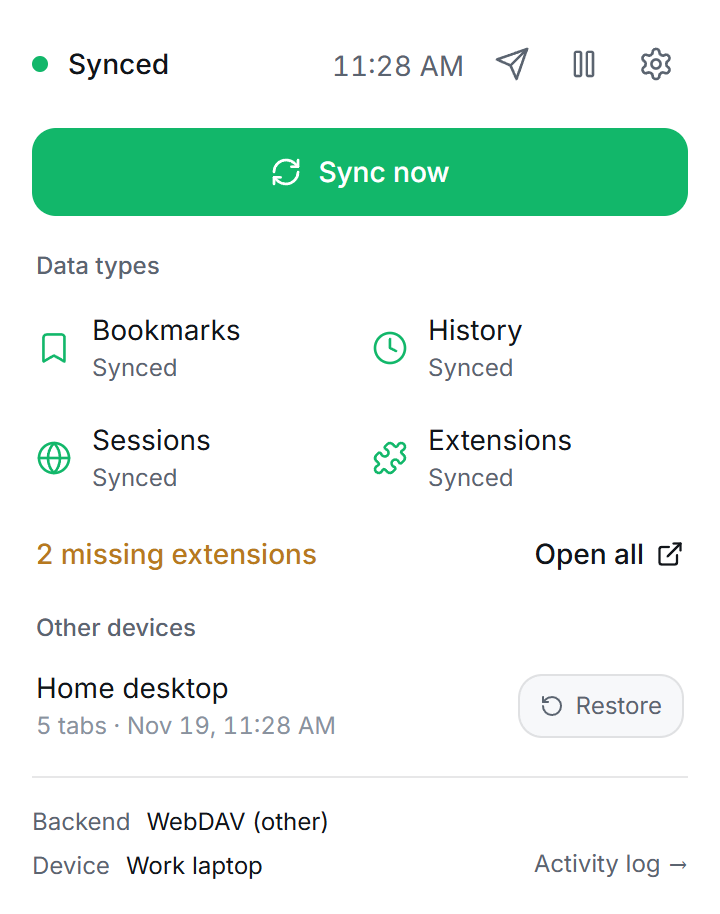 Synced 11:28 AM
Sync now
Data types
Bookmarks
Synced
History
Synced
Sessions
Synced
Extensions
Synced
2 missing extensions Open all
Other devices
Home desktop
5 tabs · Nov 19, 11:28 AM
Restore
Backend WebDAV (other)
Device Work laptop
Activity log →